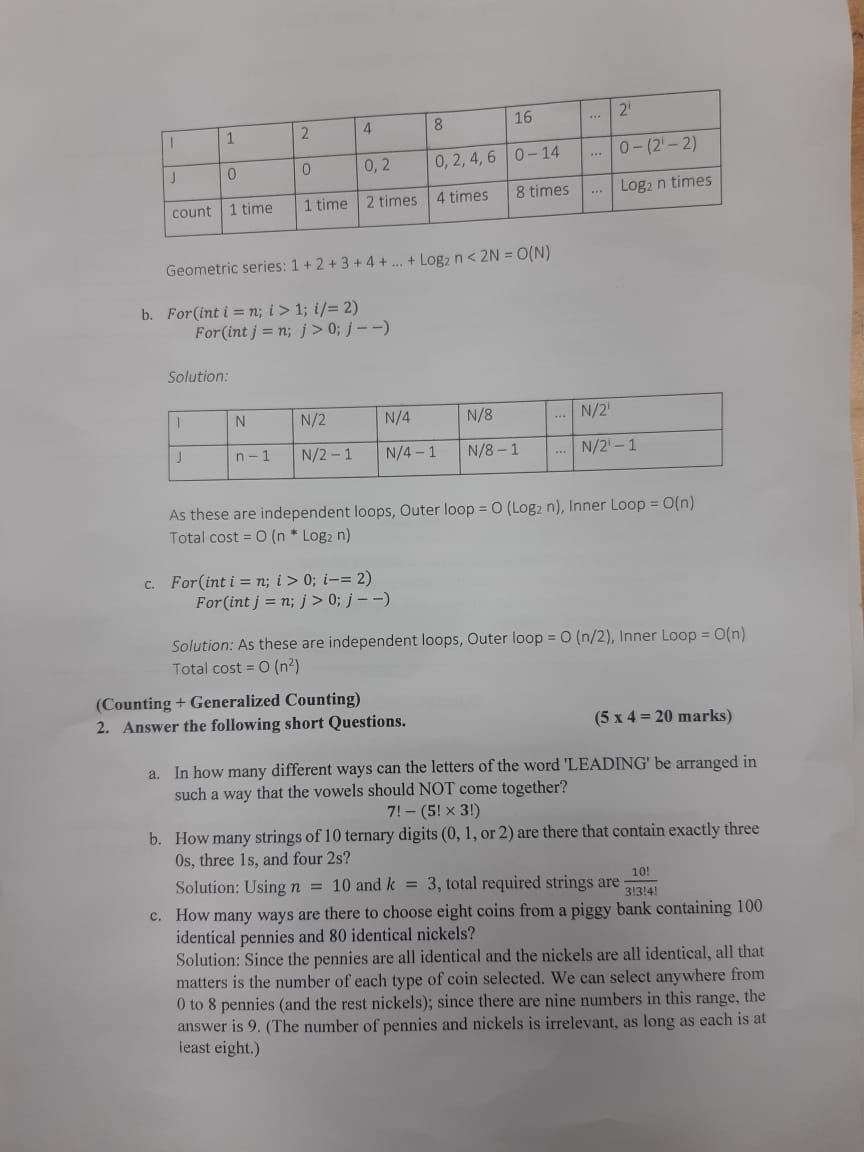 I 1 2 4 8 16 ... 2ⁱ
J 0 0 0, 2 0, 2, 4, 6 0 – 14 ... 0 – (2ⁱ – 2)
count 1 time 1 time 2 times 4 times 8 times ... Log₂ n times
Geometric series: 1 + 2 + 3 + 4 + ... + Log₂ n < 2N = O(N)
b. For(int i = n; i > 1; i/= 2)
For(int j = n; j > 0; j − −)
Solution:
I N N/2 N/4 N/8 ... N/2ⁱ
J n – 1 N/2 – 1 N/4 – 1 N/8 – 1 ... N/2ⁱ – 1
As these are independent loops, Outer loop = O (Log₂ n), Inner Loop = O(n)
Total cost = O (n * Log₂ n)
c. For(int i = n; i > 0; i−= 2)
For(int j = n; j > 0; j − −)
Solution: As these are independent loops, Outer loop = O (n/2), Inner Loop = O(n)
Total cost = O (n²)
(Counting + Generalized Counting)
2. Answer the following short Questions. (5 x 4 = 20 marks)
a. In how many different ways can the letters of the word 'LEADING' be arranged in
such a way that the vowels should NOT come together?
7! – (5! × 3!)
b. How many strings of 10 ternary digits (0, 1, or 2) are there that contain exactly three
0s, three 1s, and four 2s?
Solution: Using n = 10 and k = 3, total required strings are 10!/3!3!4!
c. How many ways are there to choose eight coins from a piggy bank containing 100
identical pennies and 80 identical nickels?
Solution: Since the pennies are all identical and the nickels are all identical, all that
matters is the number of each type of coin selected. We can select anywhere from
0 to 8 pennies (and the rest nickels); since there are nine numbers in this range, the
answer is 9. (The number of pennies and nickels is irrelevant, as long as each is at
least eight.)